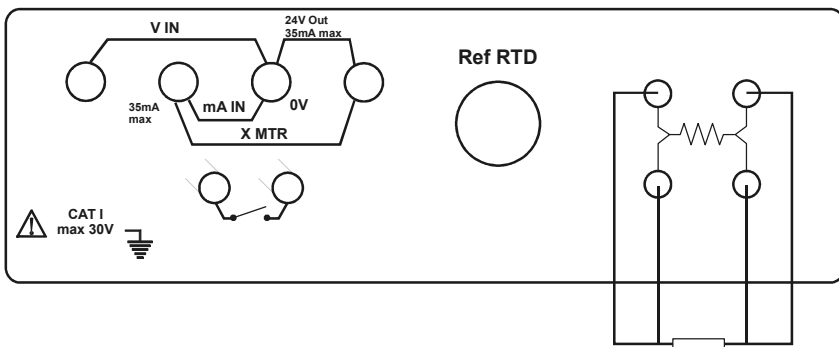 V IN
24V Out
35mA max
Ref RTD
35mA
max
mA IN
0V
X MTR
CAT I
max 30V